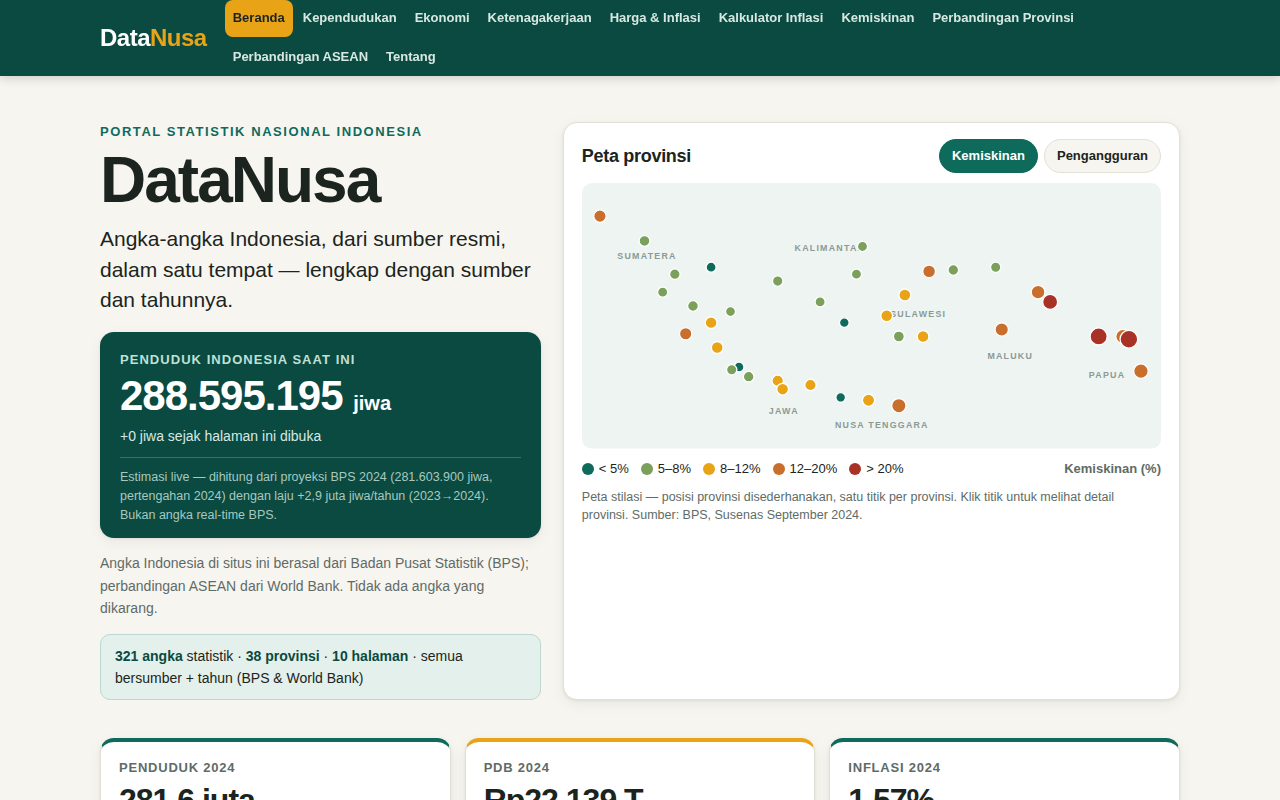 DataNusa
Beranda Kependudukan Ekonomi Ketenagakerjaan Harga & Inflasi Kalkulator Inflasi Kemiskinan Perbandingan Provinsi
Perbandingan ASEAN Tentang
PORTAL STATISTIK NASIONAL INDONESIA
DataNusa
Angka-angka Indonesia, dari sumber resmi,
dalam satu tempat — lengkap dengan sumber
dan tahunnya.
PENDUDUK INDONESIA SAAT INI
288.595.195 jiwa
+0 jiwa sejak halaman ini dibuka
Estimasi live — dihitung dari proyeksi BPS 2024 (281.603.900 jiwa,
pertengahan 2024) dengan laju +2,9 juta jiwa/tahun (2023→2024).
Bukan angka real-time BPS.
Angka Indonesia di situs ini berasal dari Badan Pusat Statistik (BPS);
perbandingan ASEAN dari World Bank. Tidak ada angka yang
dikarang.
321 angka statistik · 38 provinsi · 10 halaman · semua
bersumber + tahun (BPS & World Bank)
Peta provinsi
Kemiskinan Pengangguran
SUMATERA
KALIMANTA
SULAWESI
MALUKU
PAPUA
JAWA
NUSA TENGGARA
< 5% 5–8% 8–12% 12–20% > 20% Kemiskinan (%)
Peta stilasi — posisi provinsi disederhanakan, satu titik per provinsi. Klik titik untuk melihat detail
provinsi. Sumber: BPS, Susenas September 2024.
PENDUDUK 2024
281,6 juta
PDB 2024
Rp22.139 T
INFLASI 2024
1,57%